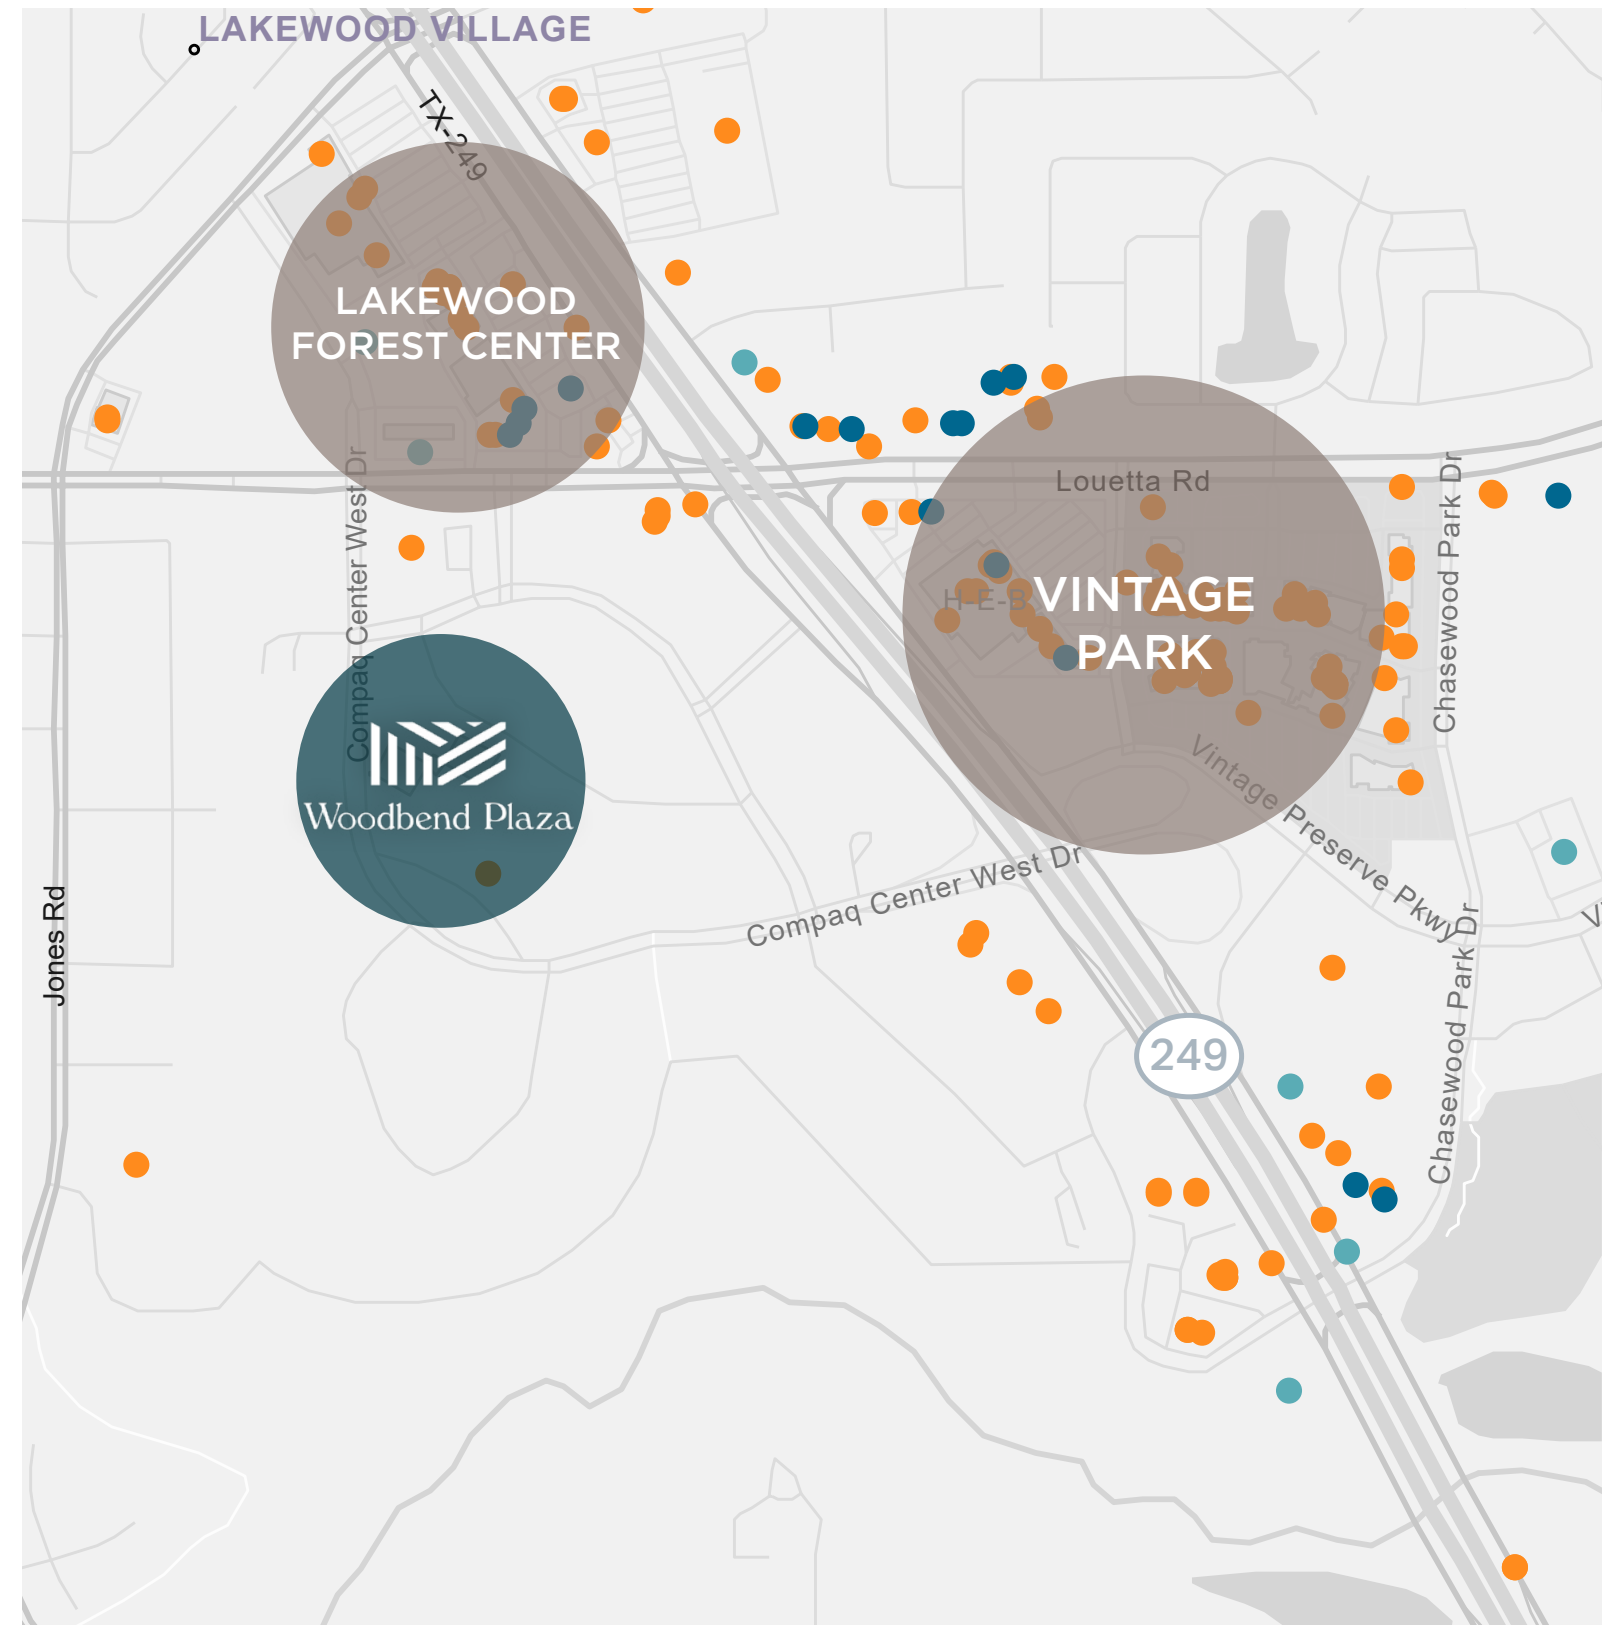 LAKEWOOD VILLAGE
TX-249
LAKEWOOD
FOREST CENTER
Compaq Center West Dr
Louetta Rd
Chasewood Park Dr
H-E-B
VINTAGE
PARK
Woodbend Plaza
Vintage Preserve Pkwy
Compaq Center West Dr
Jones Rd
Chasewood Park Dr
249